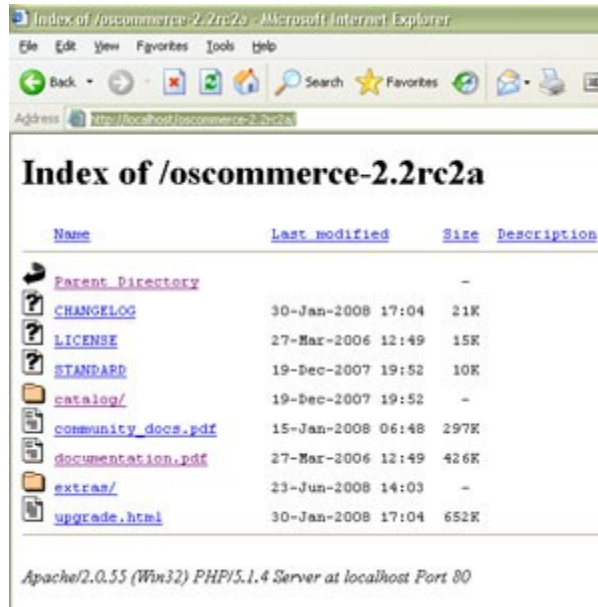 Index of /oscommerce-2.2rc2a - Microsoft Internet Explorer
File Edit View Favorites Tools Help
Back Search Favorites
Address http://localhost/oscommerce-2.2rc2a/
Index of /oscommerce-2.2rc2a
Name Last modified Size Description
Parent Directory -
CHANGELOG 30-Jan-2008 17:04 21K
LICENSE 27-Mar-2006 12:49 15K
STANDARD 19-Dec-2007 19:52 10K
catalog/ 19-Dec-2007 19:52 -
community_docs.pdf 15-Jan-2008 06:48 297K
documentation.pdf 27-Mar-2006 12:49 426K
extras/ 23-Jun-2008 14:03 -
upgrade.html 30-Jan-2008 17:04 652K
Apache/2.0.55 (Win32) PHP/5.1.4 Server at localhost Port 80